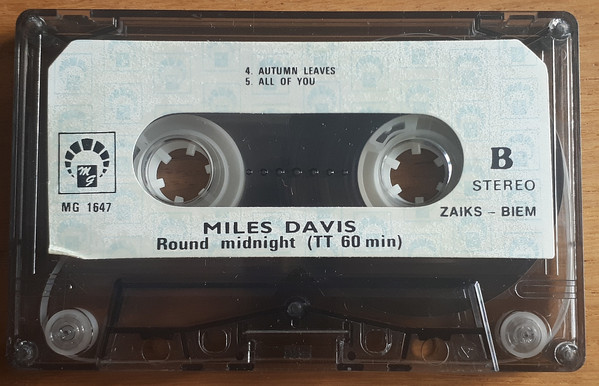 4. AUTUMN LEAVES
5. ALL OF YOU
MG
MG 1647
B
STEREO
ZAIKS – BIEM
MILES DAVIS
Round midnight (TT 60 min)